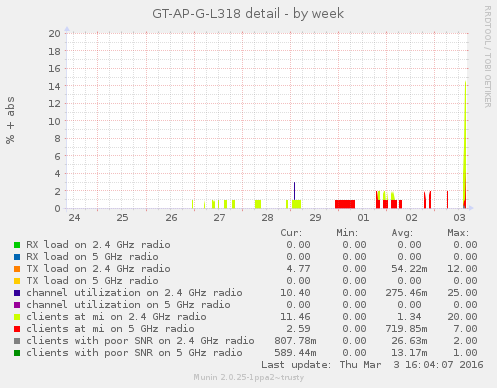 GT-AP-G-L318 detail - by week
RRDTOOL / TOBI OETIKER
% + abs
20
18
16
14
12
10
8
6
4
2
0
24 25 26 27 28 29 01 02 03
Cur: Min: Avg: Max:
RX load on 2.4 GHz radio 0.00 0.00 0.00 0.00
RX load on 5 GHz radio 0.00 0.00 0.00 0.00
TX load on 2.4 GHz radio 4.77 0.00 54.22m 12.00
TX load on 5 GHz radio 0.00 0.00 0.00 0.00
channel utilization on 2.4 GHz radio 10.40 0.00 275.46m 25.00
channel utilization on 5 GHz radio 0.00 0.00 0.00 0.00
clients at mi on 2.4 GHz radio 11.46 0.00 1.34 20.00
clients at mi on 5 GHz radio 2.59 0.00 719.85m 7.00
clients with poor SNR on 2.4 GHz radio 807.78m 0.00 26.63m 2.00
clients with poor SNR on 5 GHz radio 589.44m 0.00 13.17m 1.00
Last update: Thu Mar 3 16:04:07 2016
Munin 2.0.25-1ppa2~trusty